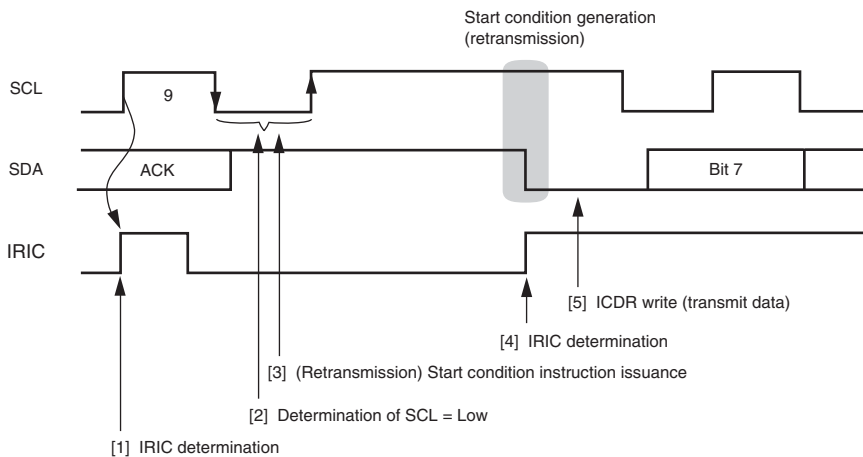 Start condition generation
(retransmission)
SCL
9
SDA
ACK
Bit 7
IRIC
[5] ICDR write (transmit data)
[4] IRIC determination
[3] (Retransmission) Start condition instruction issuance
[2] Determination of SCL = Low
[1] IRIC determination